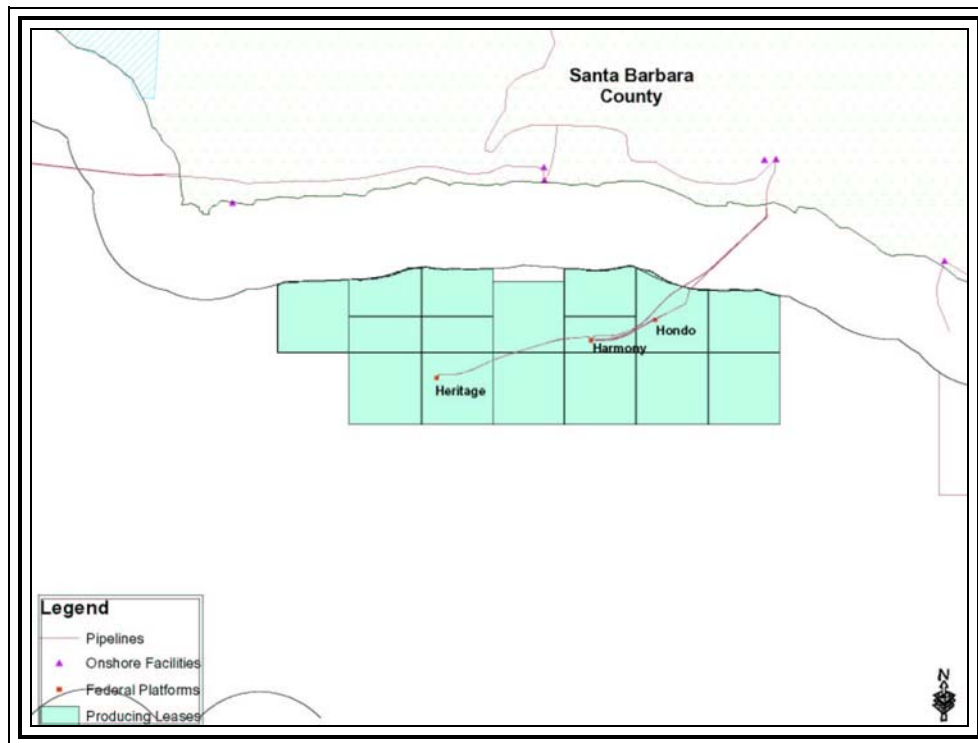 Santa Barbara
County
Hondo
Harmony
Heritage
Legend
Pipelines
Onshore Facilities
Federal Platforms
Producing Leases
N